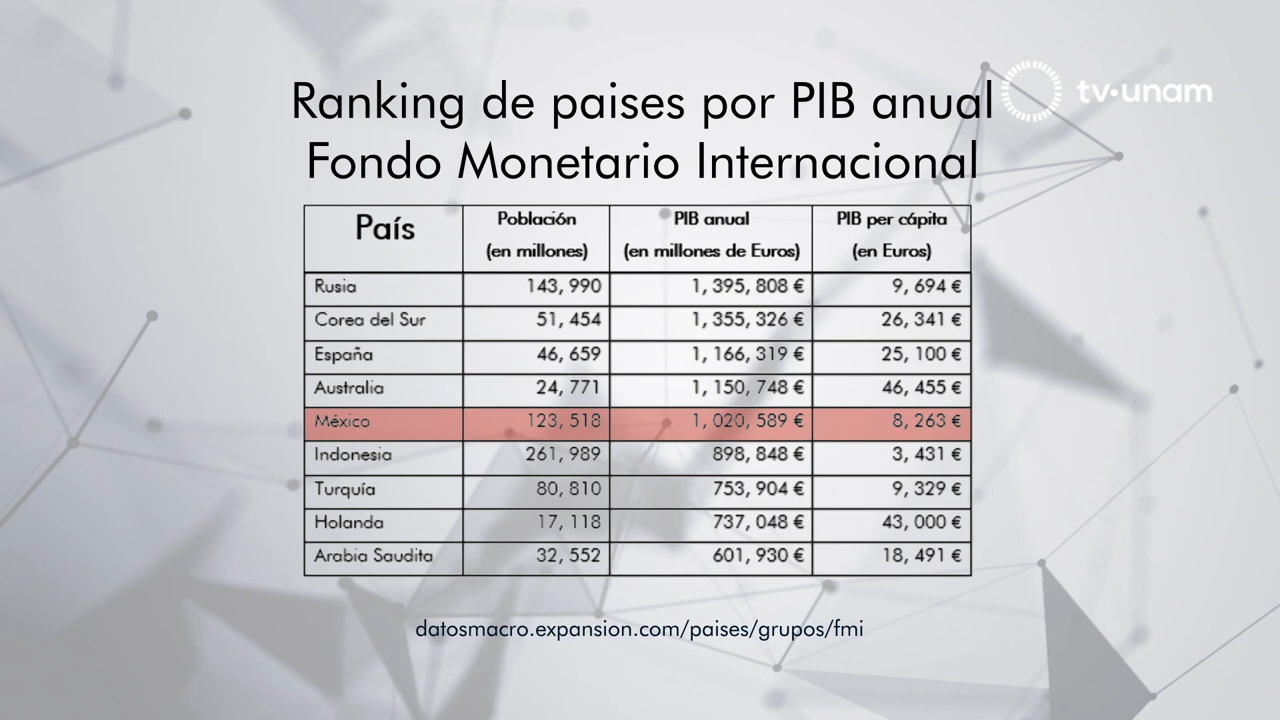 Ranking de paises por PIB anual
Fondo Monetario Internacional
tv·unam
País Población (en millones) PIB anual (en millones de Euros) PIB per cápita (en Euros)
Rusia 143, 990 1, 395, 808 € 9, 694 €
Corea del Sur 51, 454 1, 355, 326 € 26, 341 €
España 46, 659 1, 166, 319 € 25, 100 €
Australia 24, 771 1, 150, 748 € 46, 455 €
México 123, 518 1, 020, 589 € 8, 263 €
Indonesia 261, 989 898, 848 € 3, 431 €
Turquía 80, 810 753, 904 € 9, 329 €
Holanda 17, 118 737, 048 € 43, 000 €
Arabia Saudita 32, 552 601, 930 € 18, 491 €
datosmacro.expansion.com/paises/grupos/fmi